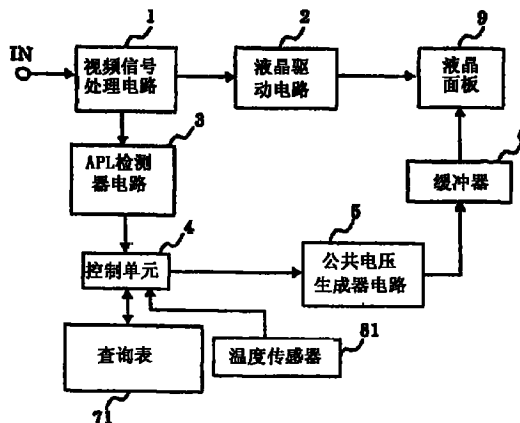 IN
1
视频信号
处理电路
2
液晶驱
动电路
9
液晶
面板
3
APL检测
器电路
缓冲器
4
控制单元
5
公共电压
生成器电路
查询表
71
温度传感器
81